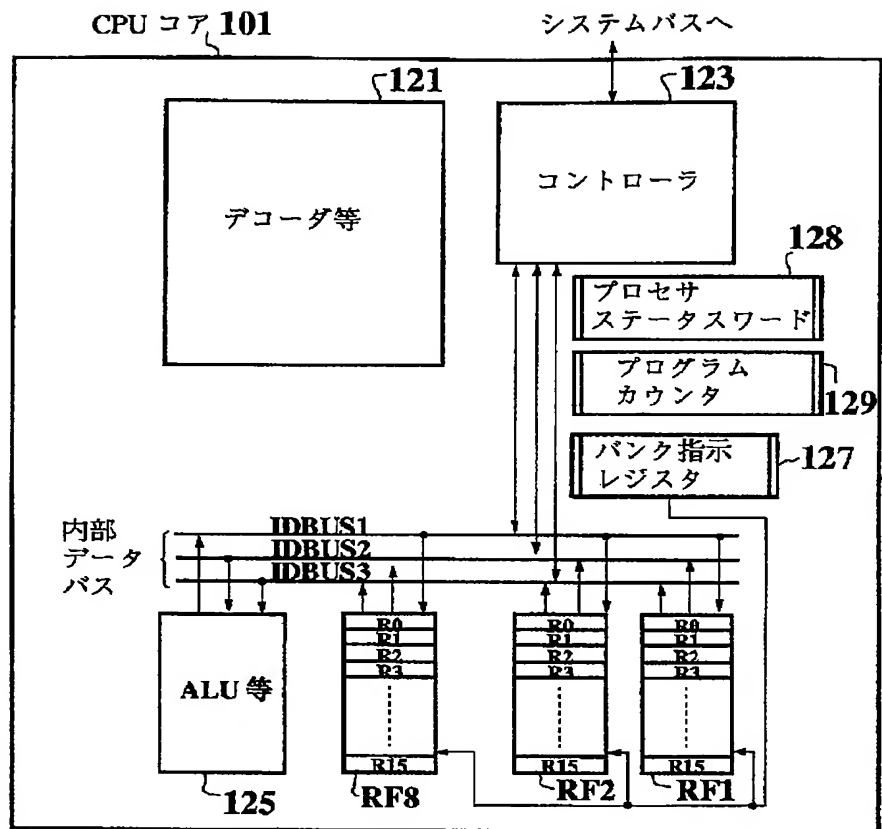 CPU コア 101
システムバスへ
121
123
デコーダ等
コントローラ
128
プロセサ
ステータスワード
プログラム
カウンタ
129
バンク指示
レジスタ
127
内部
データ
バス
IDBUS1
IDBUS2
IDBUS3
ALU 等
125
R0
R1
R2
R3
R15
RF8
R0
R1
R2
R3
R15
RF2
R0
R1
R2
R3
R15
RF1